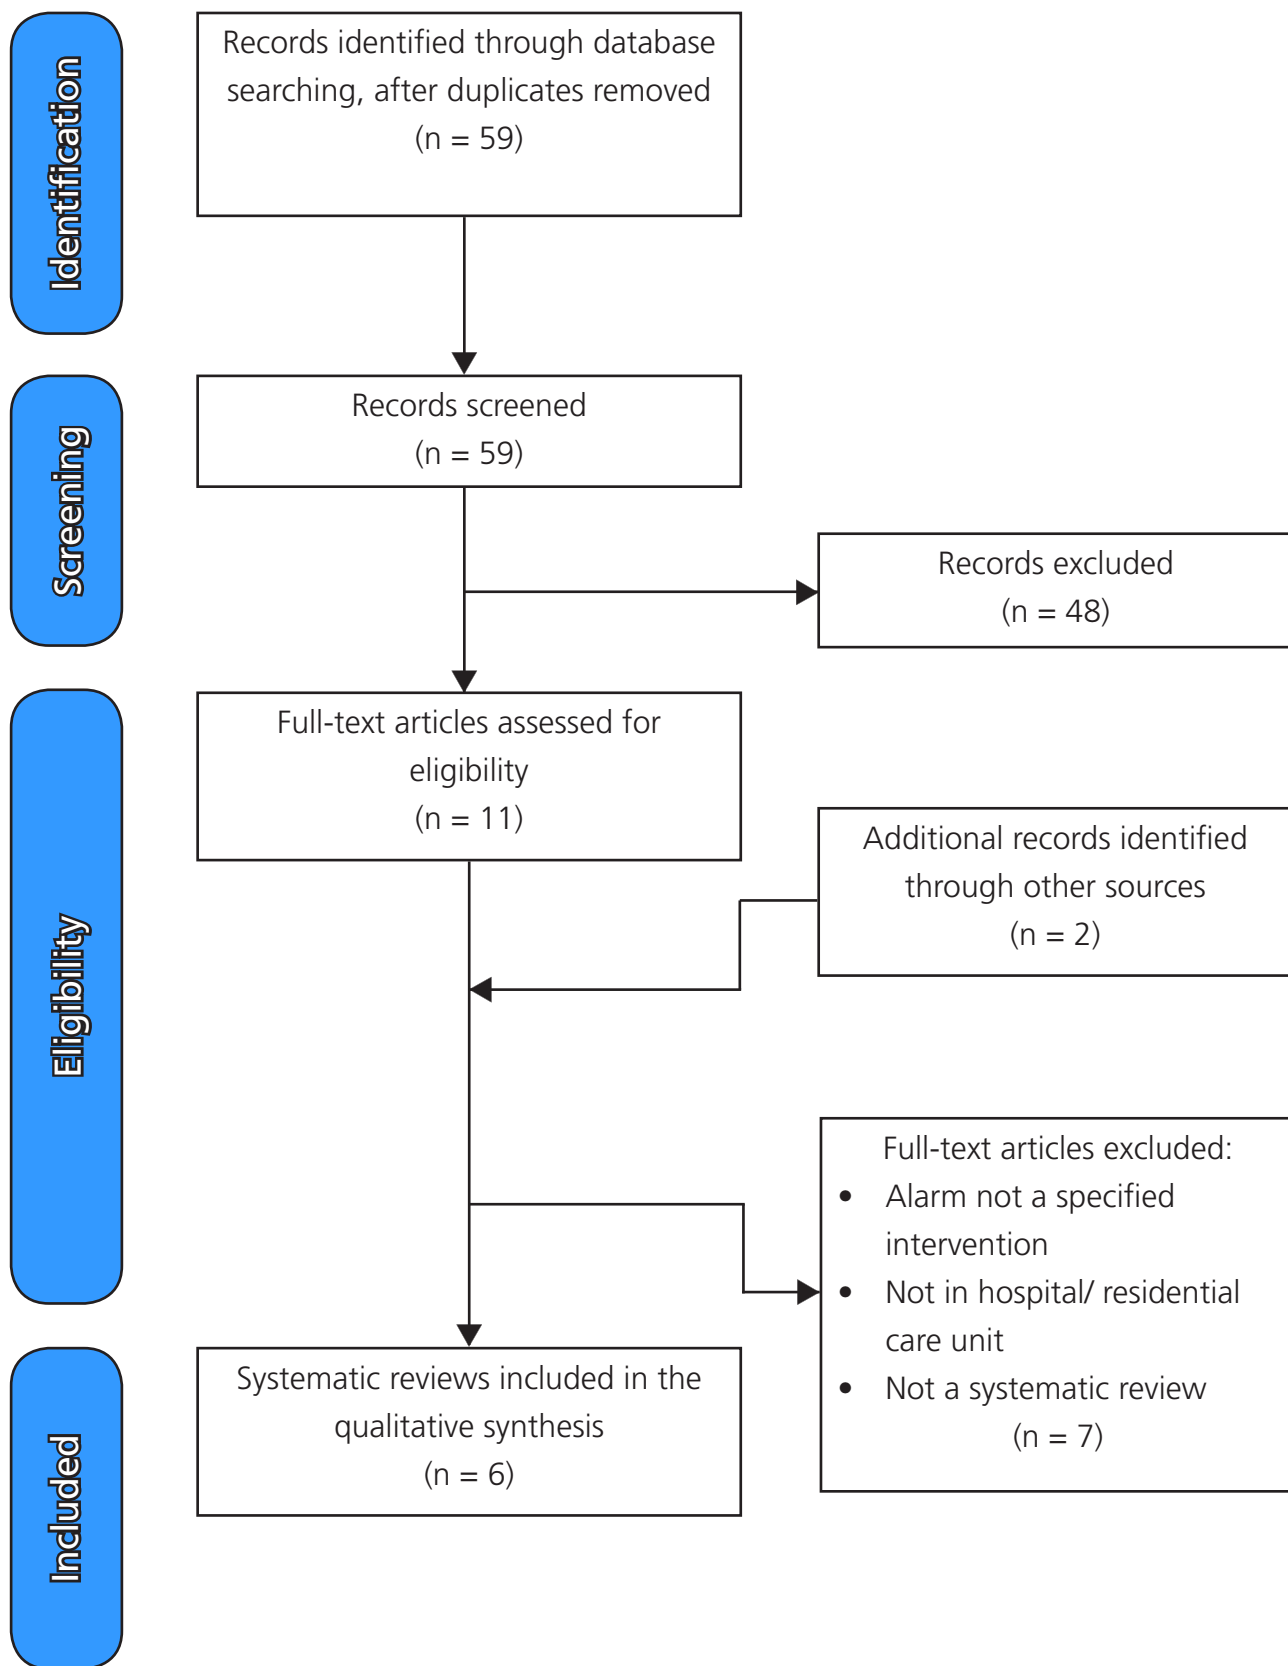 Identification
Records identified through database
searching, after duplicates removed
(n = 59)
Screening
Records screened
(n = 59)
Records excluded
(n = 48)
Eligibility
Full-text articles assessed for
eligibility
(n = 11)
Additional records identified
through other sources
(n = 2)
Full-text articles excluded:
• Alarm not a specified
intervention
• Not in hospital/ residential
care unit
• Not a systematic review
(n = 7)
Included
Systematic reviews included in the
qualitative synthesis
(n = 6)